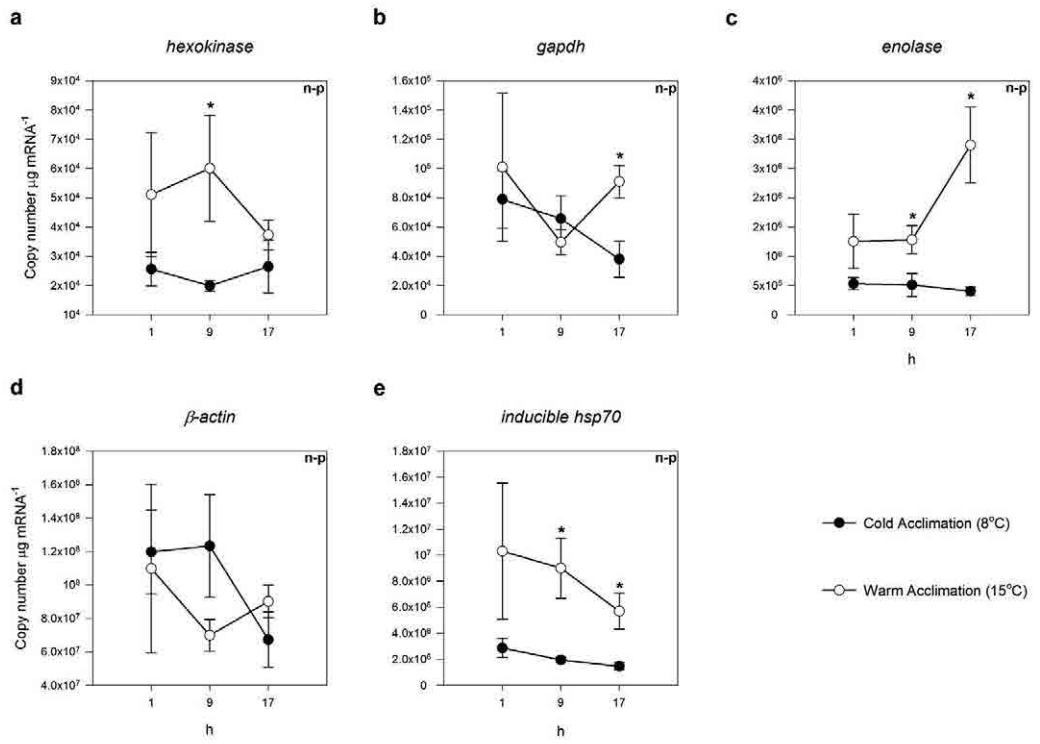 a
hexokinase
n-p
*
9x10⁴
8x10⁴
7x10⁴
6x10⁴
5x10⁴
4x10⁴
3x10⁴
2x10⁴
10⁴
Copy number µg mRNA⁻¹
1 9 17
b
gapdh
n-p
*
1.6x10⁵
1.4x10⁵
1.2x10⁵
10⁵
8.0x10⁴
6.0x10⁴
4.0x10⁴
2.0x10⁴
0
1 9 17
c
enolase
n-p
*
*
4x10⁶
4x10⁶
3x10⁶
3x10⁶
2x10⁶
2x10⁶
10⁶
5x10⁵
0
1 9 17
h
d
β-actin
n-p
1.8x10⁸
1.6x10⁸
1.4x10⁸
1.2x10⁸
10⁸
8.0x10⁷
6.0x10⁷
4.0x10⁷
Copy number µg mRNA⁻¹
1 9 17
h
e
inducible hsp70
n-p
*
*
1.8x10⁷
1.6x10⁷
1.4x10⁷
1.2x10⁷
10⁷
8.0x10⁶
6.0x10⁶
4.0x10⁶
2.0x10⁶
0
1 9 17
h
Cold Acclimation (8°C)
Warm Acclimation (15°C)